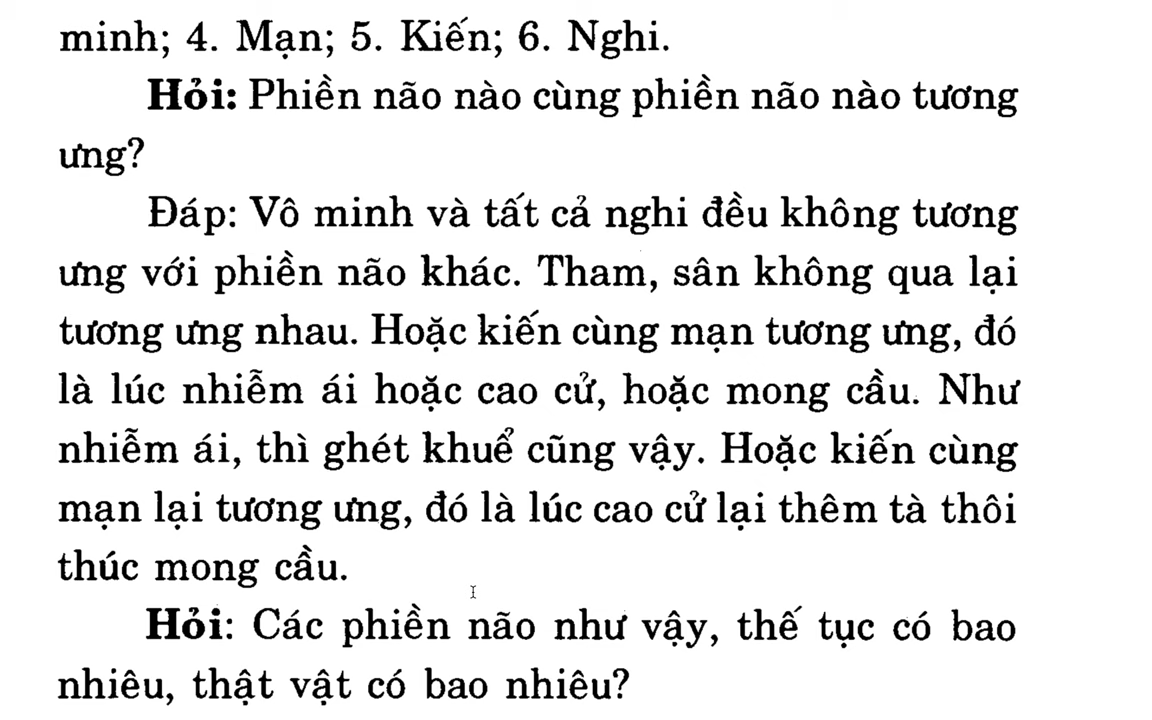 minh; 4. Mạn; 5. Kiến; 6. Nghi.
Hỏi: Phiền não nào cùng phiền não nào tương
ưng?
Đáp: Vô minh và tất cả nghi đều không tương
ưng với phiền não khác. Tham, sân không qua lại
tương ưng nhau. Hoặc kiến cùng mạn tương ưng, đó
là lúc nhiễm ái hoặc cao cử, hoặc mong cầu. Như
nhiễm ái, thì ghét khuể cũng vậy. Hoặc kiến cùng
mạn lại tương ưng, đó là lúc cao cử lại thêm tà thôi
thúc mong cầu.
Hỏi: Các phiền não như vậy, thế tục có bao
nhiêu, thật vật có bao nhiêu?